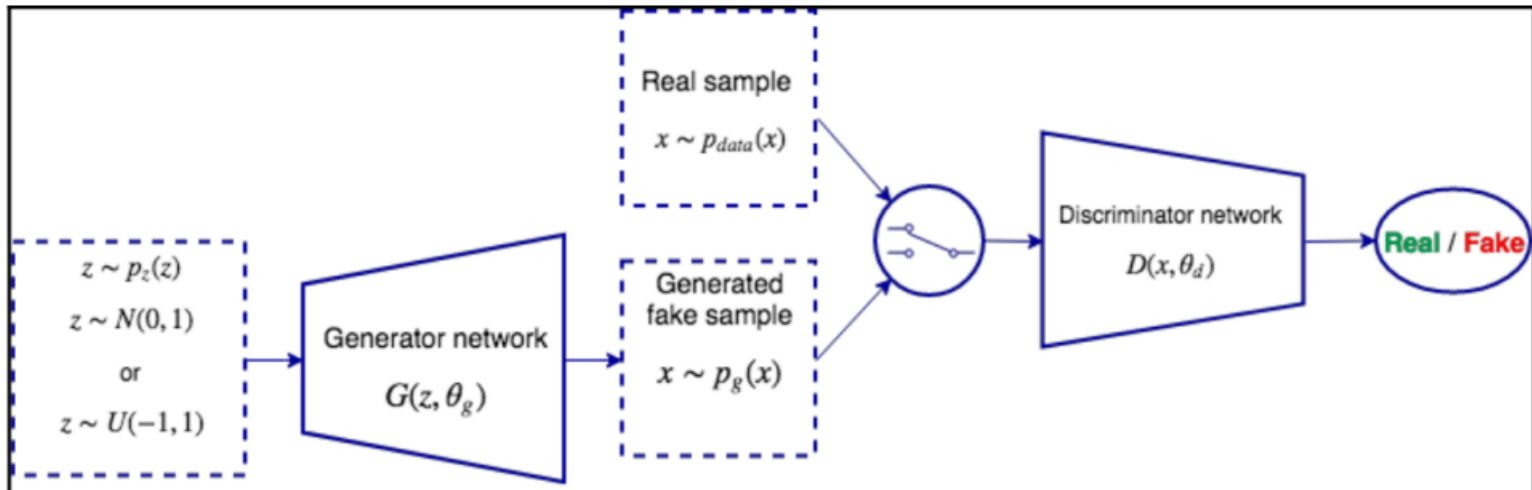 z ~ p_z(z)
z ~ N(0, 1)
or
z ~ U(−1, 1)
Generator network
G(z, θ_g)
Real sample
x ~ p_data(x)
Generated
fake sample
x ~ p_g(x)
Discriminator network
D(x, θ_d)
Real / Fake